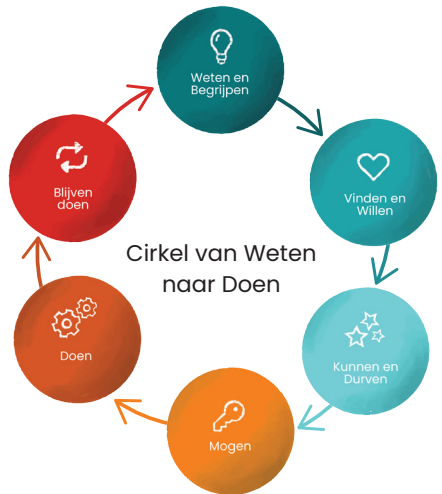 Weten en
Begrijpen
Vinden en
Willen
Kunnen en
Durven
Mogen
Doen
Blijven
doen
Cirkel van Weten
naar Doen